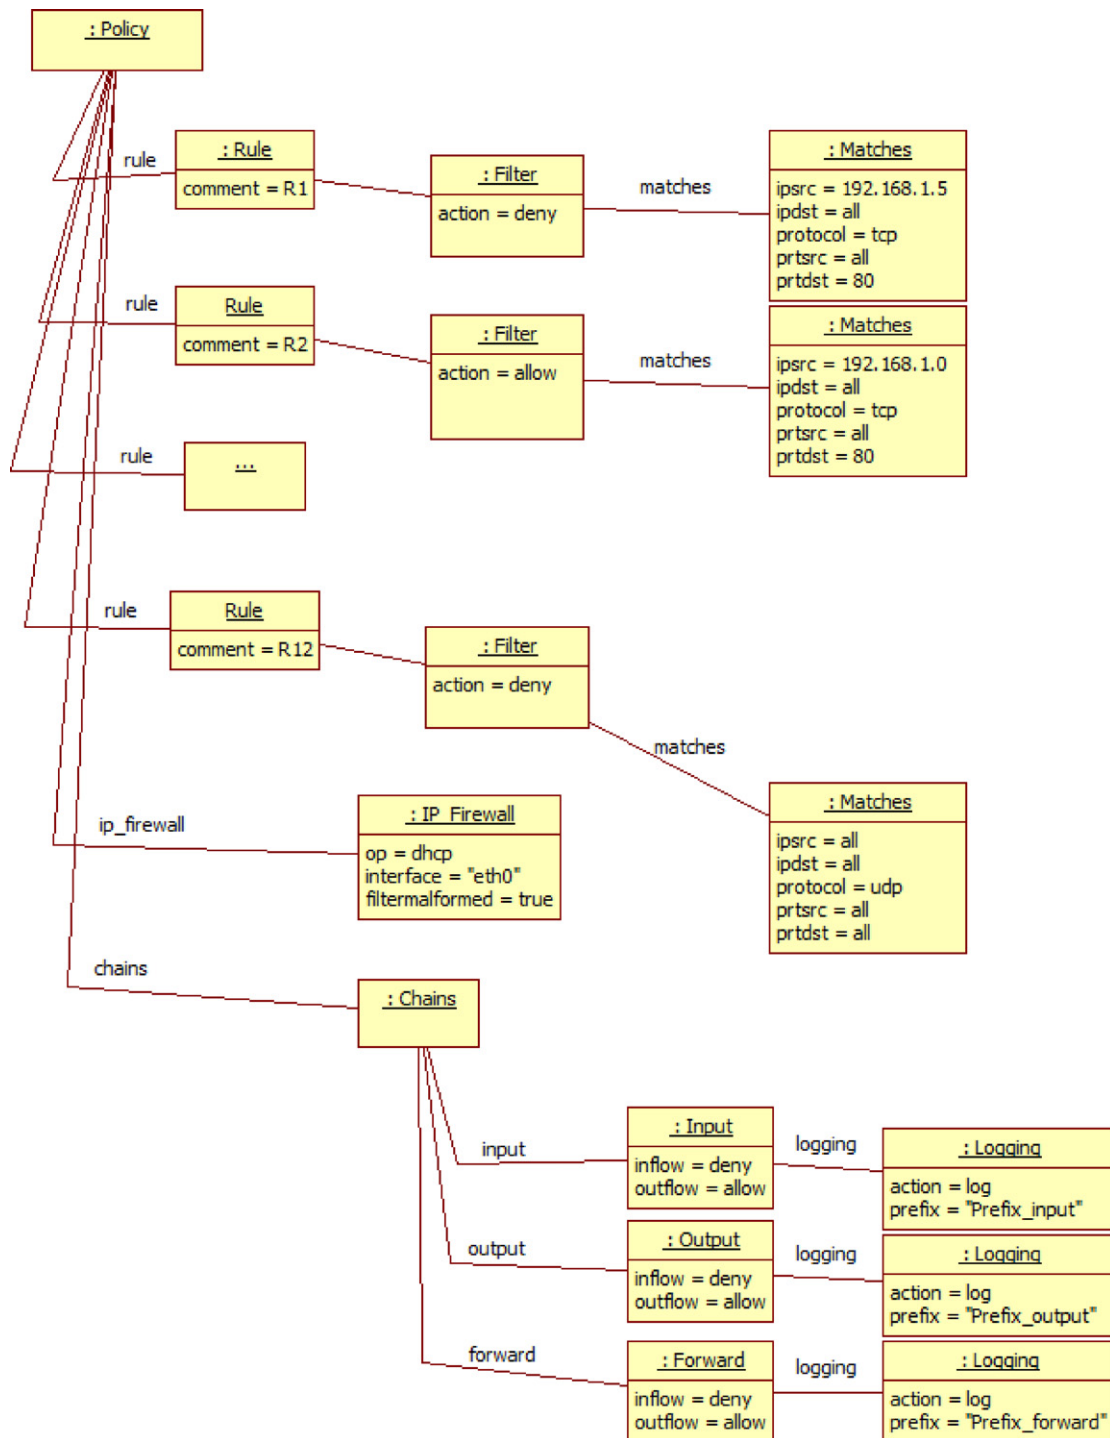 : Policy
rule
: Rule
comment = R1
: Filter
action = deny
matches
: Matches
ipsrc = 192.168.1.5
ipdst = all
protocol = tcp
prtsrc = all
prtdst = 80
rule
Rule
comment = R2
: Filter
action = allow
matches
: Matches
ipsrc = 192.168.1.0
ipdst = all
protocol = tcp
prtsrc = all
prtdst = 80
rule
...
rule
Rule
comment = R12
: Filter
action = deny
matches
: Matches
ipsrc = all
ipdst = all
protocol = udp
prtsrc = all
prtdst = all
ip_firewall
: IP_Firewall
op = dhcp
interface = "eth0"
filtermalformed = true
chains
: Chains
input
: Input
inflow = deny
outflow = allow
logging
: Logging
action = log
prefix = "Prefix_input"
output
: Output
inflow = deny
outflow = allow
logging
: Logging
action = log
prefix = "Prefix_output"
forward
: Forward
inflow = deny
outflow = allow
logging
: Logging
action = log
prefix = "Prefix_forward"